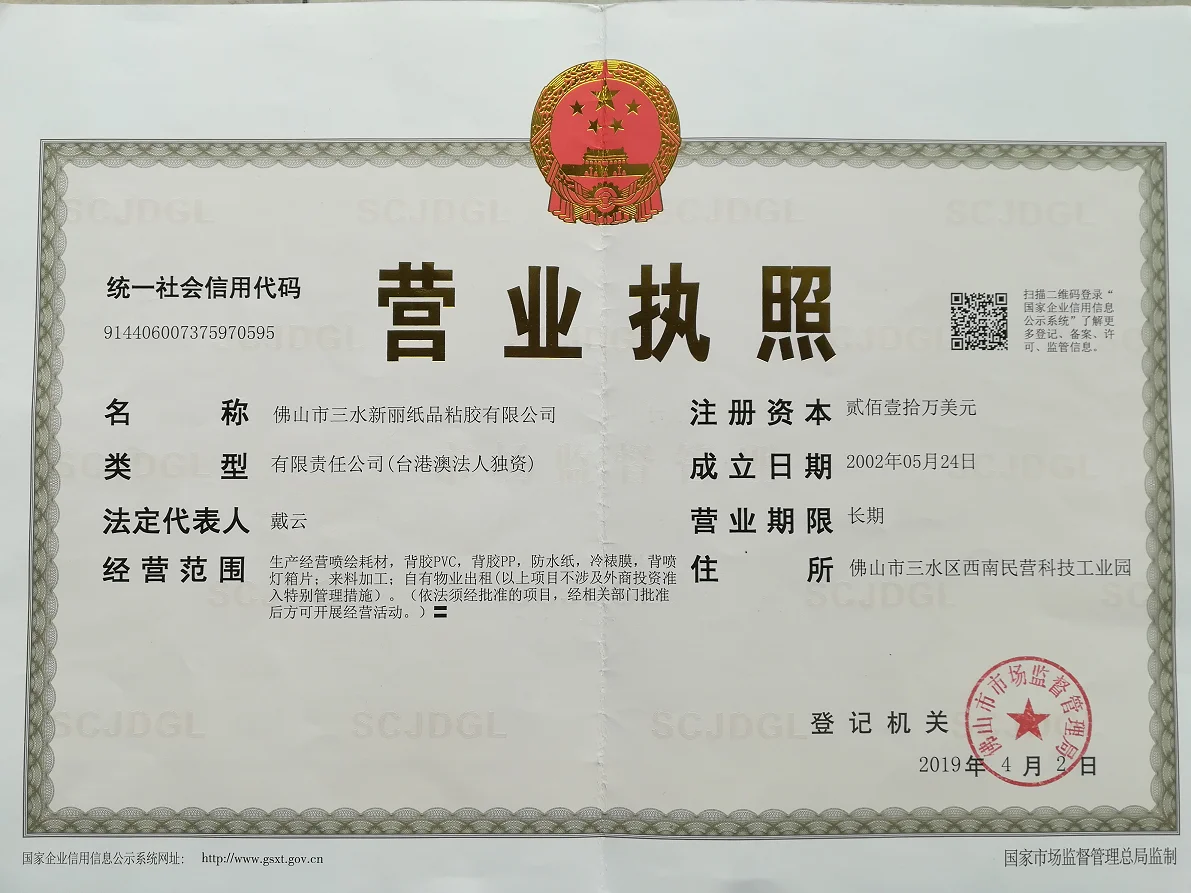 营业执照
统一社会信用代码
914406007375970595
扫描二维码登录“
国家企业信用信息
公示系统”了解更
多登记、备案、许
可、监管信息。
名称 佛山市三水新丽纸品粘胶有限公司
类型 有限责任公司(台港澳法人独资)
法定代表人 戴云
经营范围 生产经营喷绘耗材，背胶PVC，背胶PP，防水纸，冷裱膜，背喷
灯箱片；来料加工；自有物业出租(以上项目不涉及外商投资准
入特别管理措施）。（依法须经批准的项目，经相关部门批准
后方可开展经营活动。）〓
注册资本 贰佰壹拾万美元
成立日期 2002年05月24日
营业期限 长期
住所 佛山市三水区西南民营科技工业园
登记机关
佛山市市场监督管理局
2019年 4 月 2 日
国家企业信用信息公示系统网址： http://www.gsxt.gov.cn
国家市场监督管理总局监制
SCJDGL